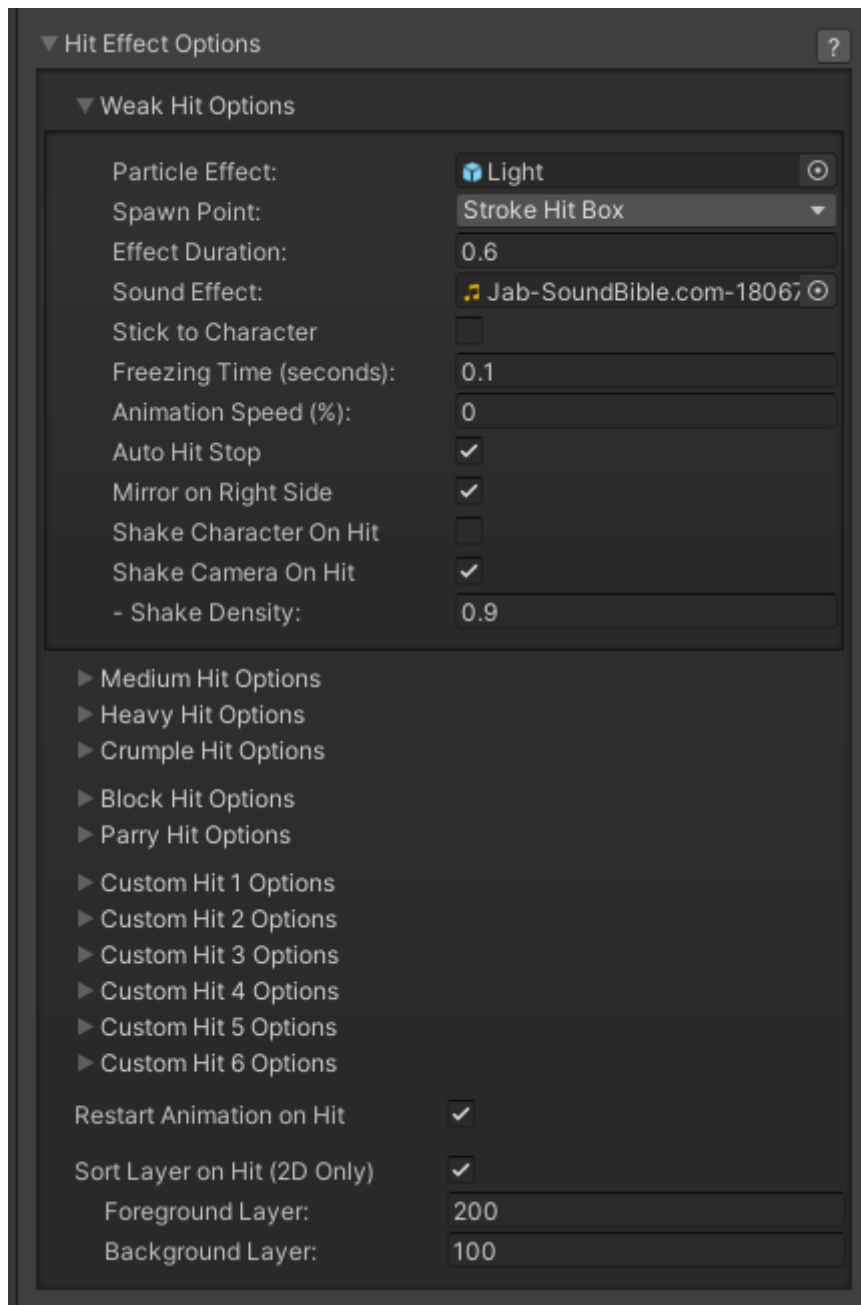 Hit Effect Options ?
Weak Hit Options
Particle Effect: Light
Spawn Point: Stroke Hit Box
Effect Duration: 0.6
Sound Effect: Jab-SoundBible.com-18067
Stick to Character
Freezing Time (seconds): 0.1
Animation Speed (%): 0
Auto Hit Stop
Mirror on Right Side
Shake Character On Hit
Shake Camera On Hit
- Shake Density: 0.9
Medium Hit Options
Heavy Hit Options
Crumple Hit Options
Block Hit Options
Parry Hit Options
Custom Hit 1 Options
Custom Hit 2 Options
Custom Hit 3 Options
Custom Hit 4 Options
Custom Hit 5 Options
Custom Hit 6 Options
Restart Animation on Hit
Sort Layer on Hit (2D Only)
Foreground Layer: 200
Background Layer: 100